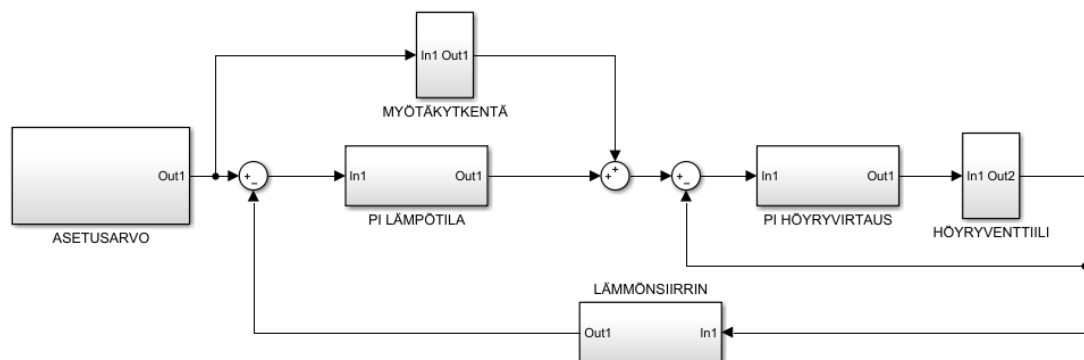 In1 Out1
MYÖTÄKYTKENTÄ
Out1
ASETUSARVO
+
−
In1 Out1
PI LÄMPÖTILA
+
+
+
−
In1 Out1
PI HÖYRYVIRTAUS
In1 Out2
HÖYRYVENTTIILI
LÄMMÖNSIIRRIN
Out1 In1